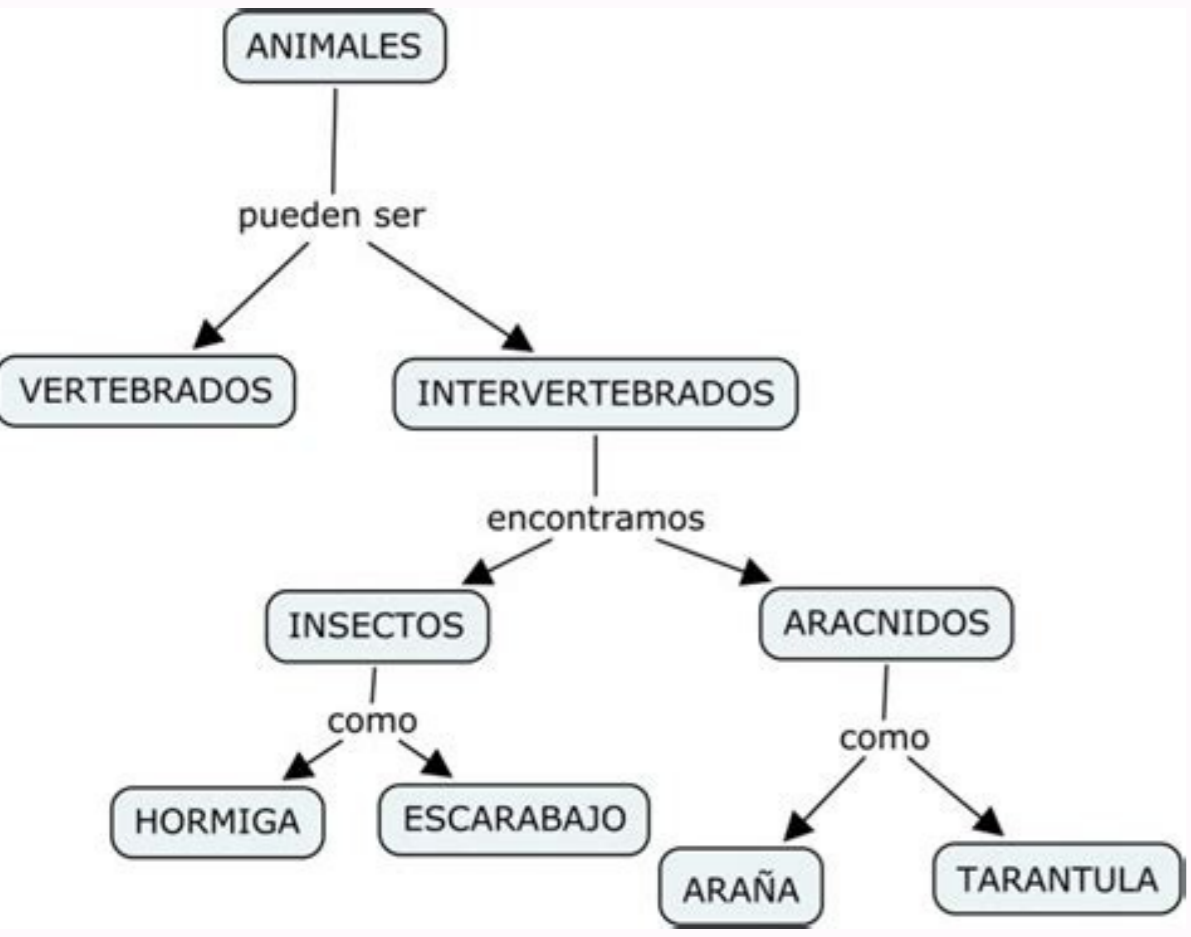 ANIMALES
pueden ser
VERTEBRADOS
INTERVERTEBRADOS
encontramos
INSECTOS
ARACNIDOS
como
como
HORMIGA
ESCARABAJO
ARAÑA
TARANTULA